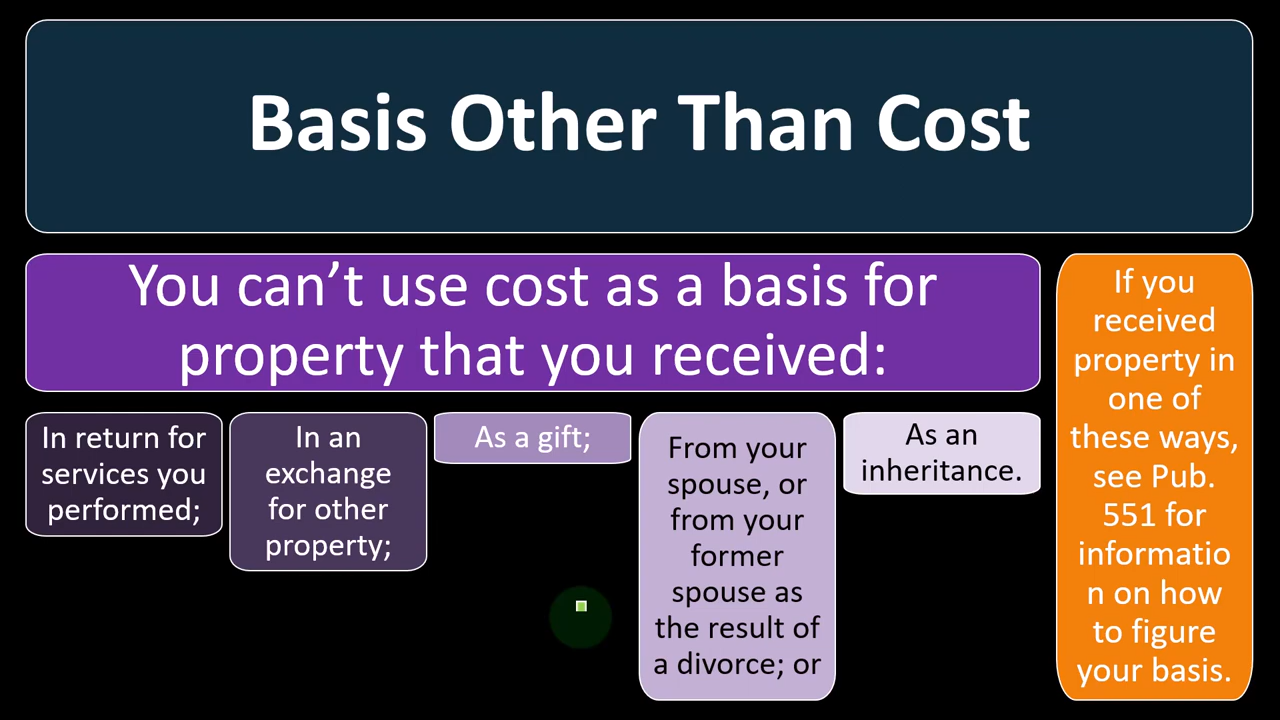 Basis Other Than Cost
You can’t use cost as a basis for
property that you received:
In return for
services you
performed;
In an
exchange
for other
property;
As a gift;
From your
spouse, or
from your
former
spouse as
the result of
a divorce; or
As an
inheritance.
If you
received
property in
one of
these ways,
see Pub.
551 for
informatio
n on how
to figure
your basis.